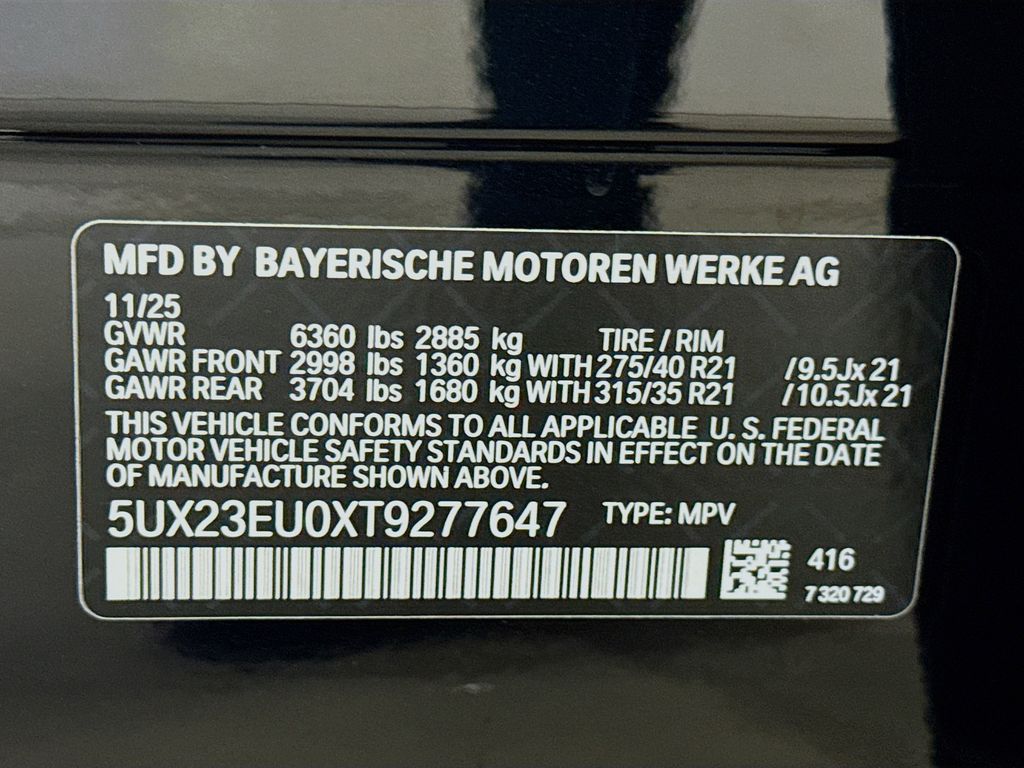 MFD BY BAYERISCHE MOTOREN WERKE AG
11/25
GVWR 6360 lbs 2885 kg TIRE / RIM
GAWR FRONT 2998 lbs 1360 kg WITH 275/40 R21 /9.5Jx21
GAWR REAR 3704 lbs 1680 kg WITH 315/35 R21 /10.5Jx21
THIS VEHICLE CONFORMS TO ALL APPLICABLE U. S. FEDERAL
MOTOR VEHICLE SAFETY STANDARDS IN EFFECT ON THE DATE
OF MANUFACTURE SHOWN ABOVE.
5UX23EU0XT9277647 TYPE: MPV
416
7 320 729